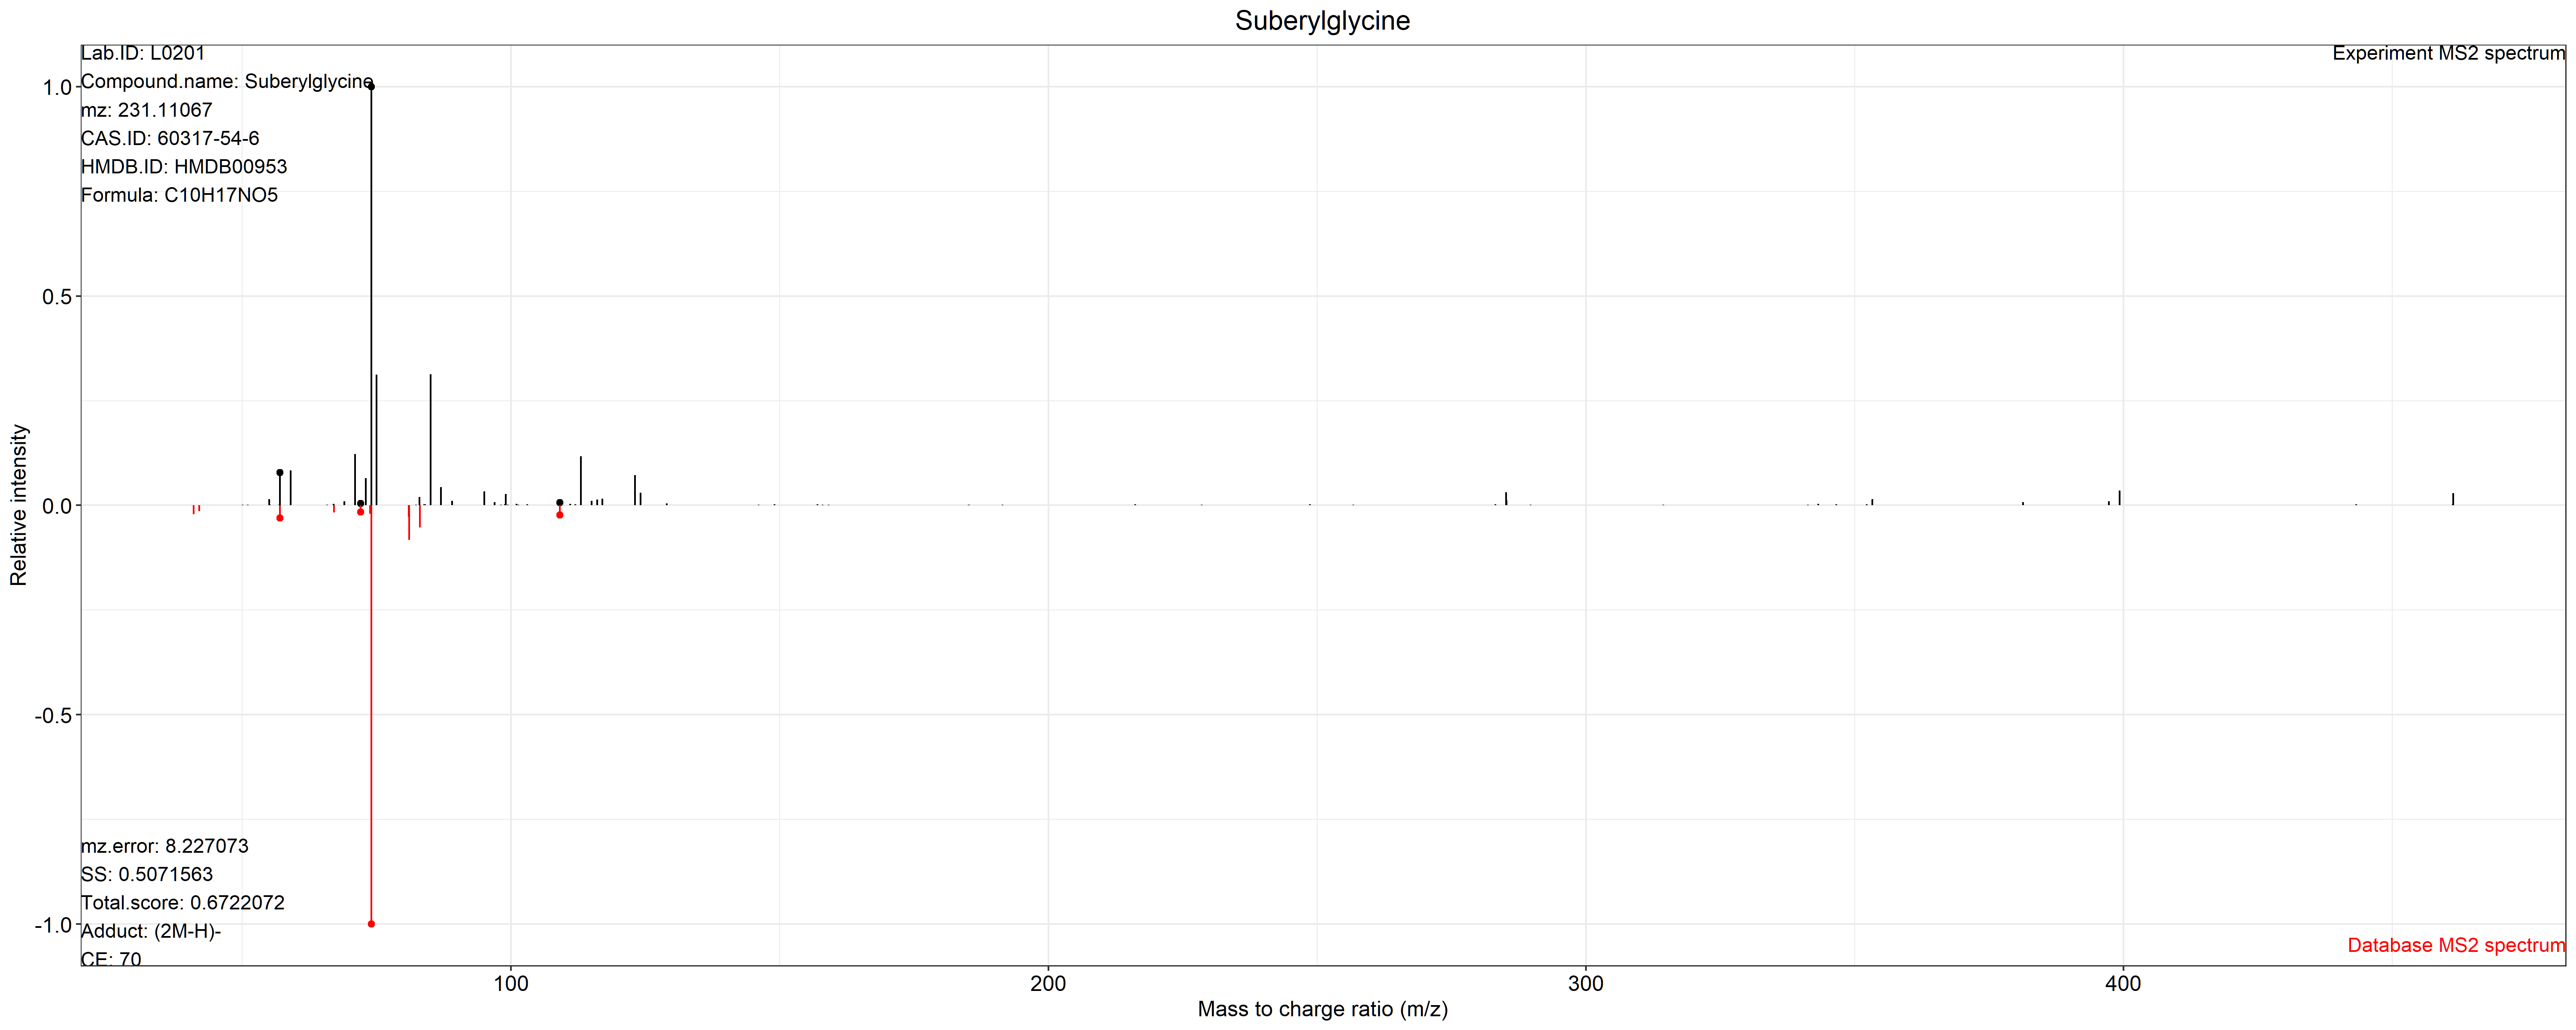 Suberylglycine
Lab.ID: L0201
Experiment MS2 spectrum
Compound.name: Suberylglycine
mz: 231.11067
CAS.ID: 60317-54-6
HMDB.ID: HMDB00953
Formula: C10H17NO5
1.0
0.5
0.0
-0.5
-1.0
Relative intensity
mz.error: 8.227073
SS: 0.5071563
Total.score: 0.6722072
Adduct: (2M-H)-
CE: 70
Database MS2 spectrum
100
200
300
400
Mass to charge ratio (m/z)